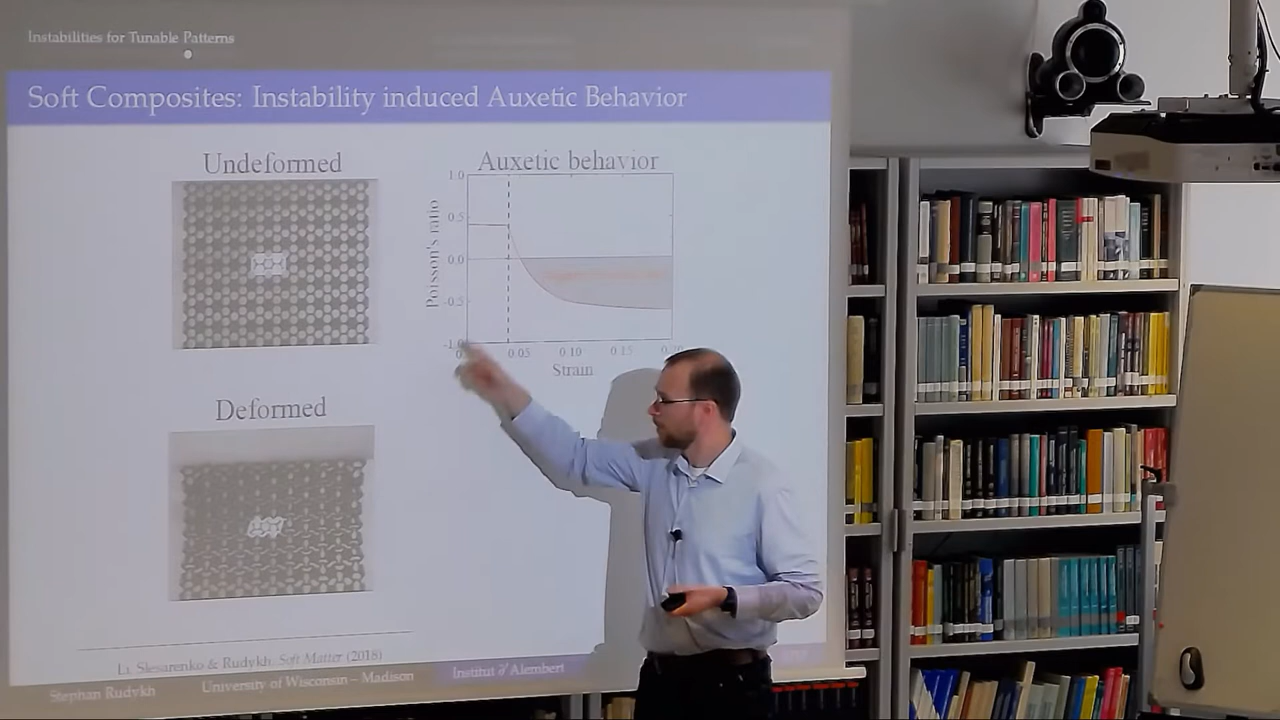 Instabilities for Tunable Patterns
Soft Composites: Instability induced Auxetic Behavior
Undeformed
Auxetic behavior
1.0
0.5
0.0
-0.5
-1.0
Poisson's ratio
0.05 0.10 0.15 0.20
Strain
Deformed
Li, Slesarenko & Rudykh, Soft Matter (2018)
Stephan Rudykh
University of Wisconsin – Madison
Institut ∂'Alembert